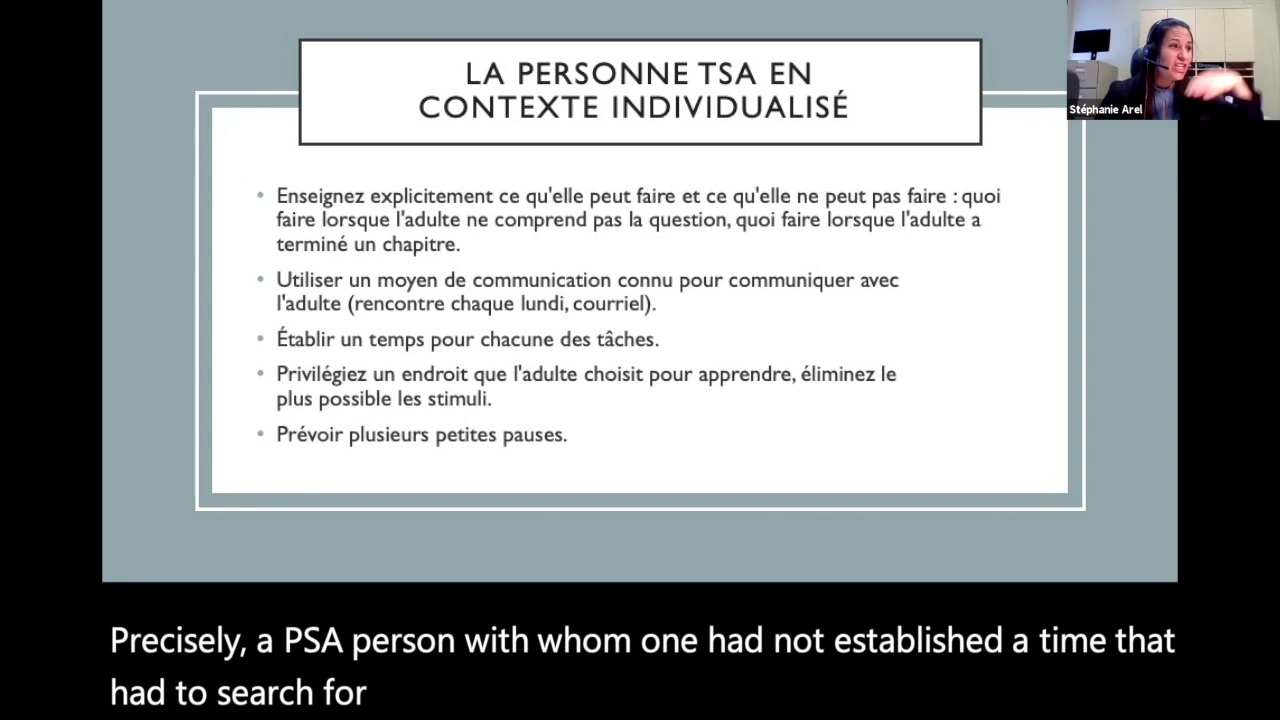 LA PERSONNE TSA EN
CONTEXTE INDIVIDUALISÉ
Stéphanie Arel
• Enseignez explicitement ce qu'elle peut faire et ce qu'elle ne peut pas faire : quoi
faire lorsque l'adulte ne comprend pas la question, quoi faire lorsque l'adulte a
terminé un chapitre.
• Utiliser un moyen de communication connu pour communiquer avec
l'adulte (rencontre chaque lundi, courriel).
• Établir un temps pour chacune des tâches.
• Privilégiez un endroit que l'adulte choisit pour apprendre, éliminez le
plus possible les stimuli.
• Prévoir plusieurs petites pauses.
Precisely, a PSA person with whom one had not established a time that
had to search for